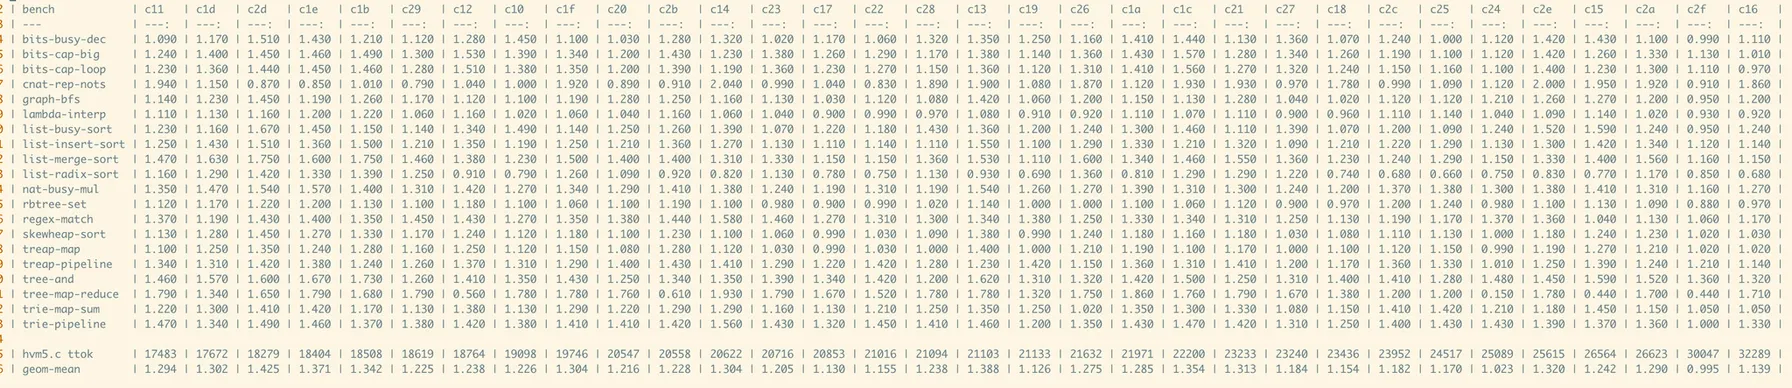 | bench | c11 | c1d | c2d | c1e | c1b | c29 | c12 | c10 | c1f | c20 | c2b | c14 | c23 | c17 | c22 | c28 | c13 | c19 | c26 | c1a | c1c | c21 | c27 | c18 | c2c | c25 | c24 | c2e | c15 | c2a | c2f | c16 |
| --- | ---: | ---: | ---: | ---: | ---: | ---: | ---: | ---: | ---: | ---: | ---: | ---: | ---: | ---: | ---: | ---: | ---: | ---: | ---: | ---: | ---: | ---: | ---: | ---: | ---: | ---: | ---: | ---: | ---: | ---: | ---: | ---: |
| bits-busy-dec | 1.090 | 1.170 | 1.510 | 1.430 | 1.210 | 1.120 | 1.280 | 1.450 | 1.100 | 1.030 | 1.280 | 1.320 | 1.020 | 1.170 | 1.060 | 1.320 | 1.350 | 1.250 | 1.160 | 1.410 | 1.440 | 1.130 | 1.360 | 1.070 | 1.240 | 1.000 | 1.120 | 1.420 | 1.430 | 1.100 | 0.990 | 1.110 |
| bits-cap-big | 1.240 | 1.400 | 1.450 | 1.460 | 1.490 | 1.300 | 1.530 | 1.390 | 1.340 | 1.200 | 1.430 | 1.230 | 1.380 | 1.260 | 1.290 | 1.170 | 1.380 | 1.140 | 1.360 | 1.430 | 1.570 | 1.280 | 1.340 | 1.260 | 1.190 | 1.100 | 1.120 | 1.420 | 1.260 | 1.330 | 1.130 | 1.010 |
| bits-cap-loop | 1.230 | 1.360 | 1.440 | 1.450 | 1.460 | 1.280 | 1.510 | 1.380 | 1.350 | 1.200 | 1.390 | 1.190 | 1.360 | 1.230 | 1.270 | 1.150 | 1.360 | 1.120 | 1.310 | 1.410 | 1.560 | 1.270 | 1.320 | 1.240 | 1.150 | 1.160 | 1.100 | 1.400 | 1.230 | 1.300 | 1.110 | 0.970 |
| cnat-rep-nots | 1.940 | 1.150 | 0.870 | 0.850 | 1.010 | 0.790 | 1.040 | 1.000 | 1.920 | 0.890 | 0.910 | 2.040 | 0.990 | 1.040 | 0.830 | 1.890 | 1.900 | 1.080 | 1.870 | 1.120 | 1.930 | 1.930 | 0.970 | 1.780 | 0.990 | 1.090 | 1.120 | 2.000 | 1.950 | 1.920 | 0.910 | 1.860 |
| graph-bfs | 1.140 | 1.230 | 1.450 | 1.190 | 1.260 | 1.170 | 1.120 | 1.100 | 1.190 | 1.280 | 1.250 | 1.160 | 1.130 | 1.030 | 1.120 | 1.080 | 1.420 | 1.060 | 1.200 | 1.150 | 1.130 | 1.280 | 1.040 | 1.020 | 1.120 | 1.120 | 1.210 | 1.260 | 1.270 | 1.200 | 0.950 | 1.200 |
| lambda-interp | 1.110 | 1.130 | 1.160 | 1.200 | 1.220 | 1.060 | 1.160 | 1.020 | 1.060 | 1.040 | 1.160 | 1.060 | 1.040 | 0.900 | 0.990 | 0.970 | 1.080 | 0.910 | 0.920 | 1.110 | 1.070 | 1.110 | 0.900 | 0.960 | 1.110 | 1.140 | 1.040 | 1.090 | 1.140 | 1.020 | 0.930 | 0.920 |
| list-busy-sort | 1.230 | 1.160 | 1.670 | 1.450 | 1.150 | 1.140 | 1.340 | 1.490 | 1.140 | 1.250 | 1.260 | 1.390 | 1.070 | 1.220 | 1.180 | 1.430 | 1.360 | 1.200 | 1.240 | 1.300 | 1.460 | 1.110 | 1.390 | 1.070 | 1.200 | 1.090 | 1.240 | 1.520 | 1.590 | 1.240 | 0.950 | 1.240 |
| list-insert-sort | 1.250 | 1.430 | 1.510 | 1.360 | 1.500 | 1.210 | 1.350 | 1.190 | 1.250 | 1.210 | 1.360 | 1.270 | 1.130 | 1.110 | 1.140 | 1.110 | 1.550 | 1.100 | 1.290 | 1.330 | 1.210 | 1.320 | 1.090 | 1.210 | 1.220 | 1.290 | 1.130 | 1.300 | 1.420 | 1.340 | 1.120 | 1.140 |
| list-merge-sort | 1.470 | 1.630 | 1.750 | 1.600 | 1.750 | 1.460 | 1.380 | 1.230 | 1.500 | 1.400 | 1.400 | 1.310 | 1.330 | 1.150 | 1.150 | 1.360 | 1.530 | 1.110 | 1.600 | 1.340 | 1.150 | 1.580 | 1.360 | 1.230 | 1.240 | 1.290 | 1.150 | 1.330 | 1.400 | 1.560 | 1.160 | 1.150 |
| list-radix-sort | 1.160 | 1.290 | 1.420 | 1.330 | 1.390 | 1.250 | 0.910 | 0.790 | 1.260 | 1.090 | 0.920 | 0.820 | 1.130 | 0.780 | 0.750 | 1.130 | 0.930 | 0.690 | 1.360 | 0.810 | 1.290 | 1.290 | 1.220 | 0.740 | 0.680 | 0.660 | 0.750 | 0.830 | 0.770 | 1.170 | 0.850 | 0.680 |
| nat-busy-mul | 1.350 | 1.470 | 1.540 | 1.570 | 1.400 | 1.310 | 1.420 | 1.270 | 1.340 | 1.290 | 1.410 | 1.380 | 1.240 | 1.190 | 1.310 | 1.190 | 1.540 | 1.260 | 1.270 | 1.390 | 1.310 | 1.300 | 1.240 | 1.200 | 1.370 | 1.380 | 1.300 | 1.380 | 1.410 | 1.310 | 1.160 | 1.270 |
| rbtree-set | 1.120 | 1.170 | 1.220 | 1.200 | 1.130 | 1.100 | 1.180 | 1.100 | 1.060 | 1.100 | 1.190 | 1.100 | 0.980 | 0.900 | 0.990 | 1.020 | 1.140 | 1.000 | 1.000 | 1.100 | 1.060 | 1.120 | 0.900 | 0.970 | 1.200 | 1.240 | 0.980 | 1.100 | 1.130 | 1.090 | 0.880 | 0.970 |
| regex-match | 1.370 | 1.190 | 1.430 | 1.400 | 1.350 | 1.450 | 1.430 | 1.270 | 1.350 | 1.380 | 1.440 | 1.580 | 1.460 | 1.270 | 1.310 | 1.300 | 1.340 | 1.380 | 1.250 | 1.330 | 1.340 | 1.310 | 1.250 | 1.130 | 1.190 | 1.170 | 1.370 | 1.360 | 1.040 | 1.130 | 1.060 | 1.170 |
| skewheap-sort | 1.130 | 1.280 | 1.450 | 1.270 | 1.330 | 1.170 | 1.240 | 1.120 | 1.180 | 1.100 | 1.230 | 1.100 | 1.060 | 0.990 | 1.030 | 1.090 | 1.380 | 0.990 | 1.240 | 1.180 | 1.160 | 1.180 | 1.030 | 1.080 | 1.110 | 1.130 | 1.000 | 1.180 | 1.240 | 1.230 | 1.020 | 1.030 |
| treap-map | 1.100 | 1.250 | 1.350 | 1.240 | 1.280 | 1.160 | 1.250 | 1.120 | 1.150 | 1.080 | 1.280 | 1.120 | 1.030 | 0.990 | 1.030 | 1.000 | 1.400 | 1.000 | 1.210 | 1.190 | 1.100 | 1.170 | 1.000 | 1.100 | 1.120 | 1.150 | 0.990 | 1.190 | 1.270 | 1.210 | 1.020 | 1.020 |
| treap-pipeline | 1.340 | 1.310 | 1.420 | 1.380 | 1.240 | 1.260 | 1.370 | 1.310 | 1.290 | 1.400 | 1.430 | 1.410 | 1.290 | 1.220 | 1.420 | 1.280 | 1.230 | 1.420 | 1.150 | 1.360 | 1.310 | 1.410 | 1.200 | 1.170 | 1.360 | 1.330 | 1.010 | 1.250 | 1.390 | 1.240 | 1.210 | 1.140 |
| tree-and | 1.460 | 1.570 | 1.600 | 1.670 | 1.730 | 1.260 | 1.410 | 1.350 | 1.430 | 1.250 | 1.340 | 1.350 | 1.390 | 1.340 | 1.420 | 1.200 | 1.620 | 1.310 | 1.320 | 1.420 | 1.500 | 1.250 | 1.310 | 1.400 | 1.410 | 1.280 | 1.480 | 1.450 | 1.590 | 1.520 | 1.360 | 1.320 |
| tree-map-reduce | 1.790 | 1.340 | 1.650 | 1.790 | 1.680 | 1.790 | 0.560 | 1.780 | 1.780 | 1.760 | 0.610 | 1.930 | 1.790 | 1.670 | 1.520 | 1.780 | 1.780 | 1.320 | 1.750 | 1.860 | 1.760 | 1.790 | 1.670 | 1.380 | 1.200 | 1.200 | 0.150 | 1.780 | 0.440 | 1.700 | 0.440 | 1.710 |
| trie-map-sum | 1.220 | 1.300 | 1.410 | 1.420 | 1.170 | 1.130 | 1.380 | 1.130 | 1.290 | 1.220 | 1.290 | 1.290 | 1.160 | 1.130 | 1.210 | 1.250 | 1.350 | 1.250 | 1.020 | 1.350 | 1.300 | 1.330 | 1.080 | 1.150 | 1.410 | 1.420 | 1.210 | 1.180 | 1.450 | 1.150 | 1.050 | 1.050 |
| trie-pipeline | 1.470 | 1.340 | 1.490 | 1.460 | 1.370 | 1.380 | 1.420 | 1.380 | 1.410 | 1.410 | 1.420 | 1.560 | 1.430 | 1.320 | 1.450 | 1.410 | 1.460 | 1.200 | 1.350 | 1.430 | 1.470 | 1.420 | 1.310 | 1.250 | 1.400 | 1.430 | 1.430 | 1.390 | 1.370 | 1.360 | 1.000 | 1.330 |
| hvm5.c ttok | 17483 | 17672 | 18279 | 18404 | 18508 | 18619 | 18764 | 19098 | 19746 | 20547 | 20558 | 20622 | 20716 | 20853 | 21016 | 21094 | 21103 | 21133 | 21632 | 21971 | 22200 | 23233 | 23240 | 23436 | 23952 | 24517 | 25089 | 25615 | 26564 | 26623 | 30047 | 32289 |
| geom-mean | 1.294 | 1.302 | 1.425 | 1.371 | 1.342 | 1.225 | 1.238 | 1.226 | 1.304 | 1.216 | 1.228 | 1.304 | 1.205 | 1.130 | 1.155 | 1.238 | 1.388 | 1.126 | 1.275 | 1.285 | 1.354 | 1.313 | 1.184 | 1.154 | 1.182 | 1.170 | 1.023 | 1.320 | 1.242 | 1.290 | 0.995 | 1.139 |